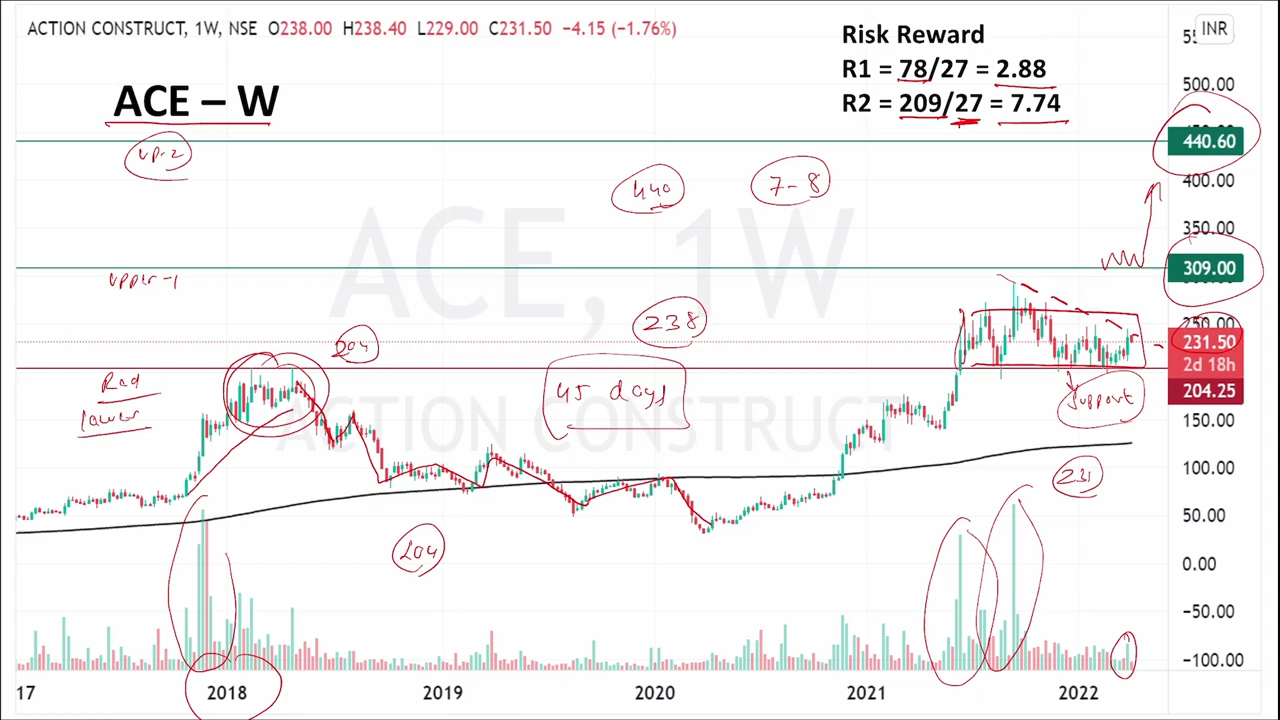 ACTION CONSTRUCT, 1W, NSE O238.00 H238.40 L229.00 C231.50 −4.15 (−1.76%)
ACE – W
Risk Reward
R1 = 78/27 = 2.88
R2 = 209/27 = 7.74
INR
500.00
440.60
400.00
350.00
309.00
250.00
231.50
2d 18h
204.25
150.00
100.00
50.00
0.00
−50.00
−100.00
ACE, 1W
ACTION CONSTRUCT
up-2
440
7-8
upper-1
238
204
Red
lower
45 days
support
231
204
17 2018 2019 2020 2021 2022